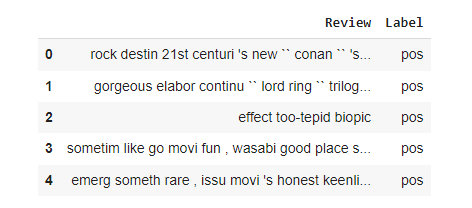 Review Label
0 rock destin 21st centuri 's new `` conan `` 's... pos
1 gorgeous elabor continu `` lord ring `` trilog... pos
2 effect too-tepid biopic pos
3 sometim like go movi fun , wasabi good place s... pos
4 emerg someth rare , issu movi 's honest keenli... pos